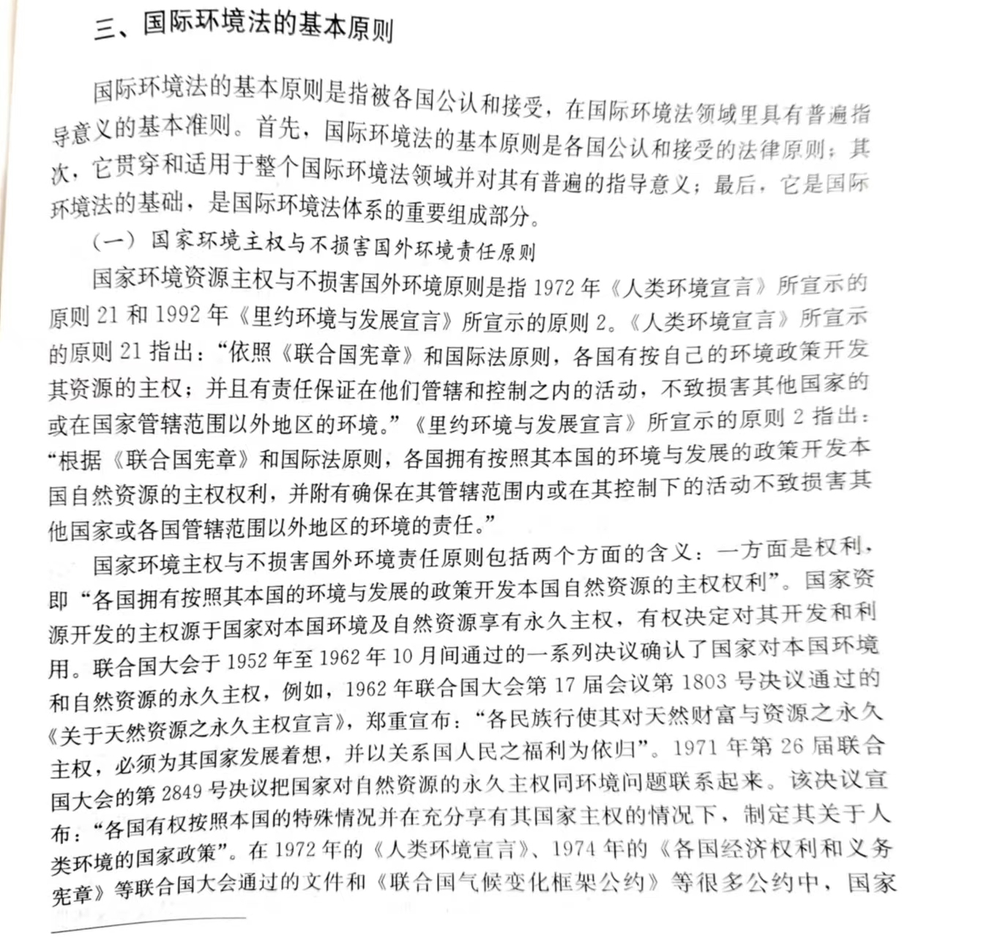 三、国际环境法的基本原则
国际环境法的基本原则是指被各国公认和接受，在国际环境法领域里具有普遍指
导意义的基本准则。首先，国际环境法的基本原则是各国公认和接受的法律原则；其
次，它贯穿和适用于整个国际环境法领域并对其有普遍的指导意义；最后，它是国际
环境法的基础，是国际环境法体系的重要组成部分。
（一）国家环境主权与不损害国外环境责任原则
国家环境资源主权与不损害国外环境原则是指 1972 年《人类环境宣言》所宣示的
原则 21 和 1992 年《里约环境与发展宣言》所宣示的原则 2。《人类环境宣言》所宣示
的原则 21 指出：“依照《联合国宪章》和国际法原则，各国有按自己的环境政策开发
其资源的主权；并且有责任保证在他们管辖和控制之内的活动，不致损害其他国家的
或在国家管辖范围以外地区的环境。”《里约环境与发展宣言》所宣示的原则 2 指出：
“根据《联合国宪章》和国际法原则，各国拥有按照其本国的环境与发展的政策开发本
国自然资源的主权权利，并附有确保在其管辖范围内或在其控制下的活动不致损害其
他国家或各国管辖范围以外地区的环境的责任。”
国家环境主权与不损害国外环境责任原则包括两个方面的含义：一方面是权利，
即“各国拥有按照其本国的环境与发展的政策开发本国自然资源的主权权利”。国家资
源开发的主权源于国家对本国环境及自然资源享有永久主权，有权决定对其开发和利
用。联合国大会于 1952 年至 1962 年 10 月间通过的一系列决议确认了国家对本国环境
和自然资源的永久主权，例如，1962 年联合国大会第 17 届会议第 1803 号决议通过的
《关于天然资源之永久主权宣言》，郑重宣布：“各民族行使其对天然财富与资源之永久
主权，必须为其国家发展着想，并以关系国人民之福利为依归”。1971 年第 26 届联合
国大会的第 2849 号决议把国家对自然资源的永久主权同环境问题联系起来。该决议宣
布：“各国有权按照本国的特殊情况并在充分享有其国家主权的情况下，制定其关于人
类环境的国家政策”。在 1972 年的《人类环境宣言》、1974 年的《各国经济权利和义务
宪章》等联合国大会通过的文件和《联合国气候变化框架公约》等很多公约中，国家